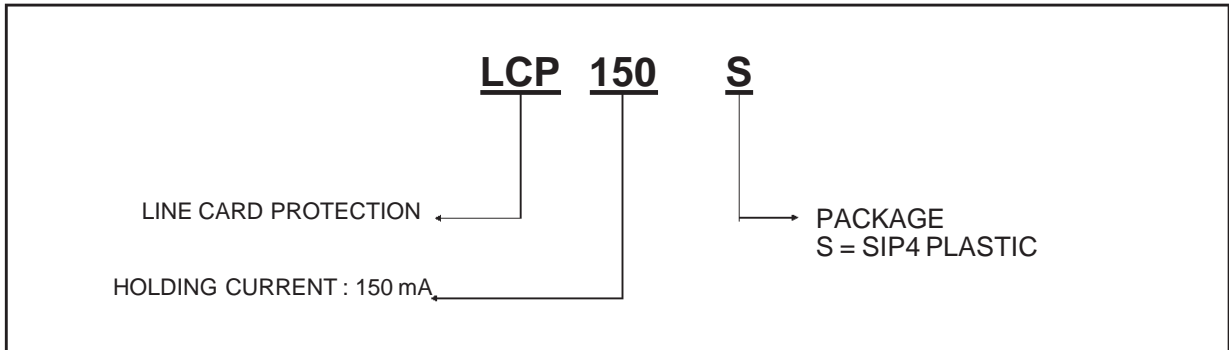 LCP 150 S
LINE CARD PROTECTION
PACKAGE
S = SIP4 PLASTIC
HOLDING CURRENT : 150 mA